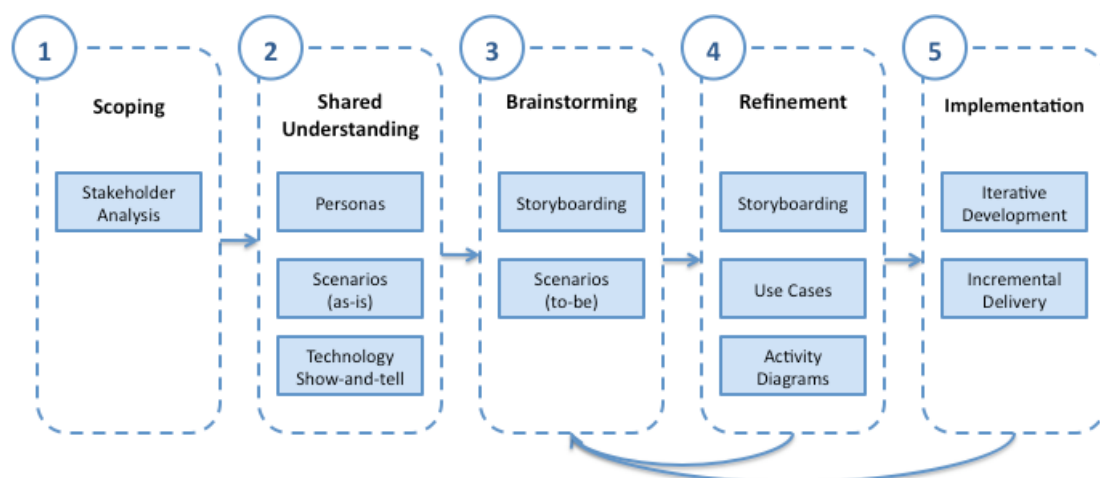 1
Scoping
Stakeholder
Analysis
2
Shared
Understanding
Personas
Scenarios
(as-is)
Technology
Show-and-tell
3
Brainstorming
Storyboarding
Scenarios
(to-be)
4
Refinement
Storyboarding
Use Cases
Activity
Diagrams
5
Implementation
Iterative
Development
Incremental
Delivery